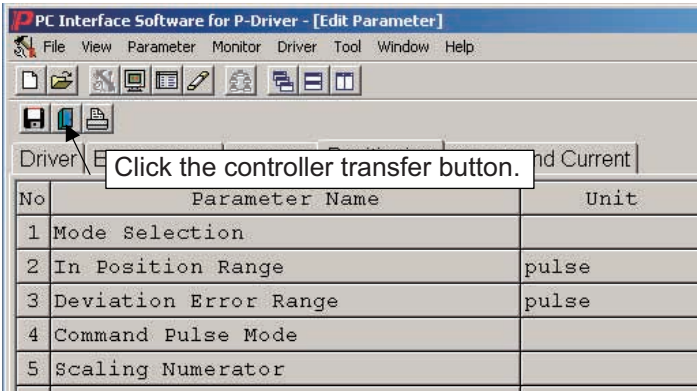 PC Interface Software for P-Driver - [Edit Parameter]
File View Parameter Monitor Driver Tool Window Help
Driver nd Current
Click the controller transfer button.
No Parameter Name Unit
1 Mode Selection
2 In Position Range pulse
3 Deviation Error Range pulse
4 Command Pulse Mode
5 Scaling Numerator